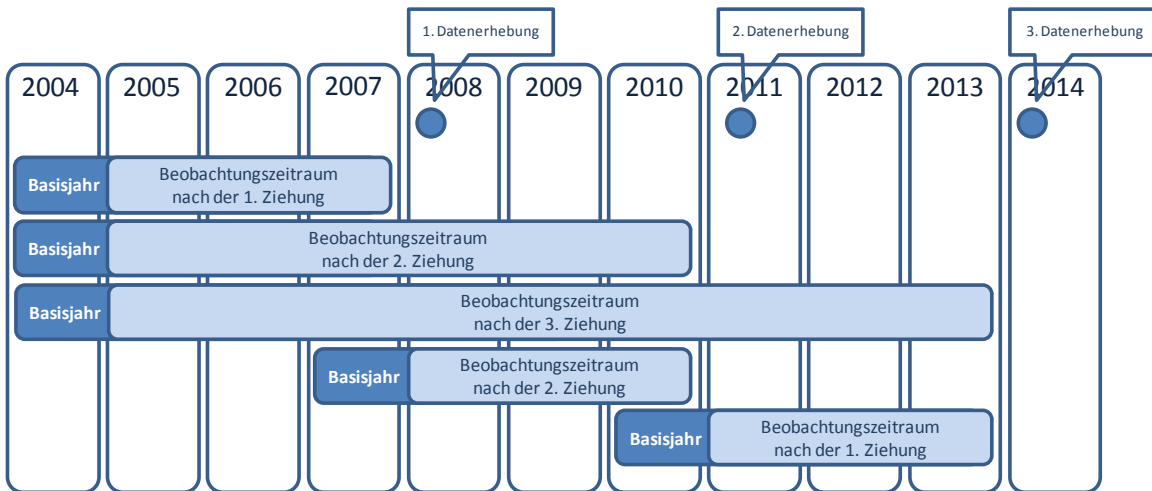 1. Datenerhebung
2. Datenerhebung
3. Datenerhebung
2004
2005
2006
2007
2008
2009
2010
2011
2012
2013
2014
Basisjahr
Beobachtungszeitraum
nach der 1. Ziehung
Basisjahr
Beobachtungszeitraum
nach der 2. Ziehung
Basisjahr
Beobachtungszeitraum
nach der 3. Ziehung
Basisjahr
Beobachtungszeitraum
nach der 2. Ziehung
Basisjahr
Beobachtungszeitraum
nach der 1. Ziehung